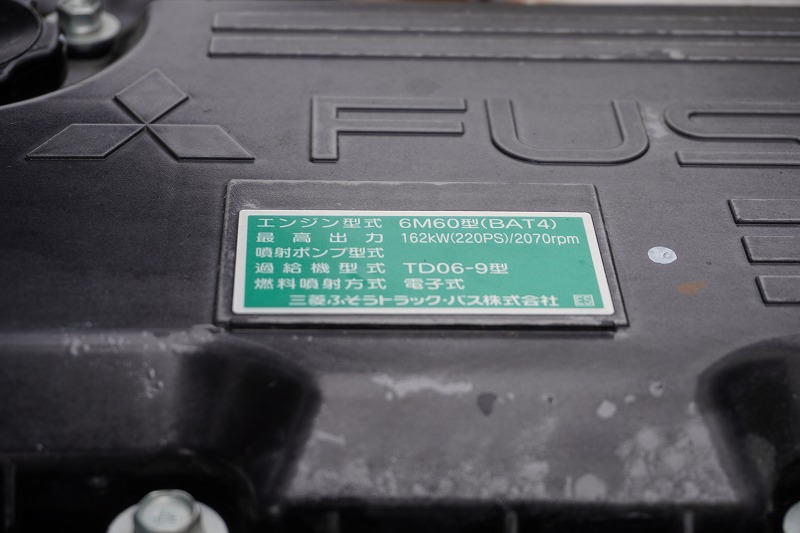 FUS
エンジン型式 6M60型(BAT4)
最高出力 162kW(220PS)/2070rpm
噴射ポンプ型式
過給機型式 TD06-9型
燃料噴射方式 電子式
三菱ふそうトラック・バス株式会社